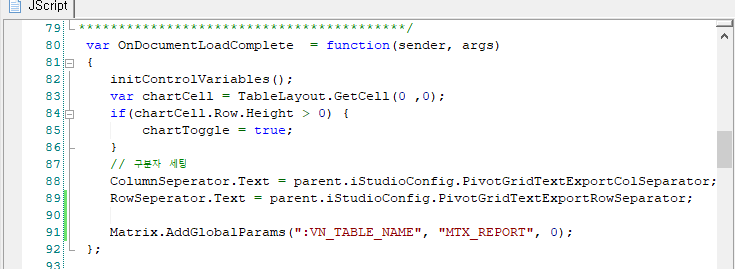 JScript
79 *****************************************/
80 var OnDocumentLoadComplete  = function(sender, args)
81 {
82    initControlVariables();
83    var chartCell = TableLayout.GetCell(0 ,0);
84    if(chartCell.Row.Height > 0) {
85        chartToggle = true;
86    }
87    // 구분자 세팅
88    ColumnSeperator.Text = parent.iStudioConfig.PivotGridTextExportColSeparator;
89    RowSeperator.Text = parent.iStudioConfig.PivotGridTextExportRowSeparator;
90
91    Matrix.AddGlobalParams(":VN_TABLE_NAME", "MTX_REPORT", 0);
92 };
93